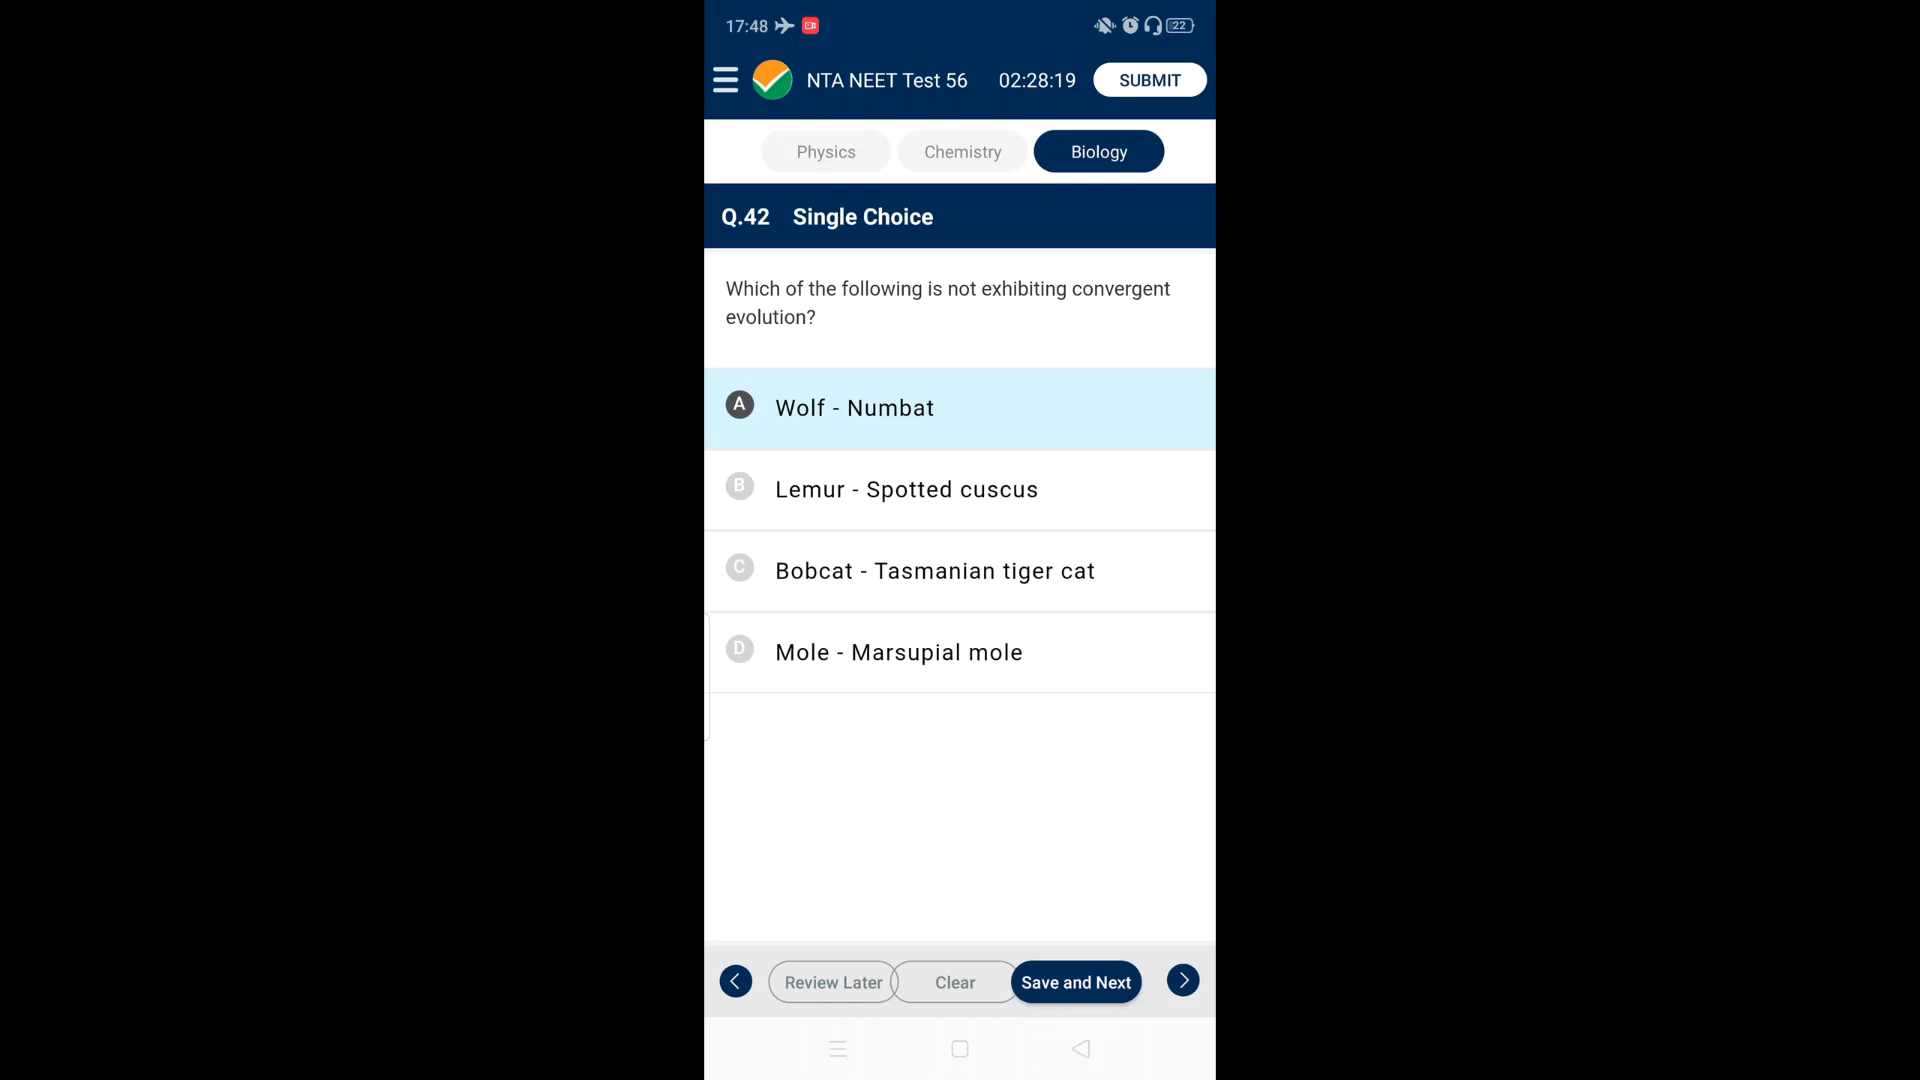 17:48 22
NTA NEET Test 56 02:28:19 SUBMIT
Physics Chemistry Biology
Q.42 Single Choice
Which of the following is not exhibiting convergent
evolution?
A Wolf - Numbat
B Lemur - Spotted cuscus
C Bobcat - Tasmanian tiger cat
D Mole - Marsupial mole
Review Later Clear Save and Next